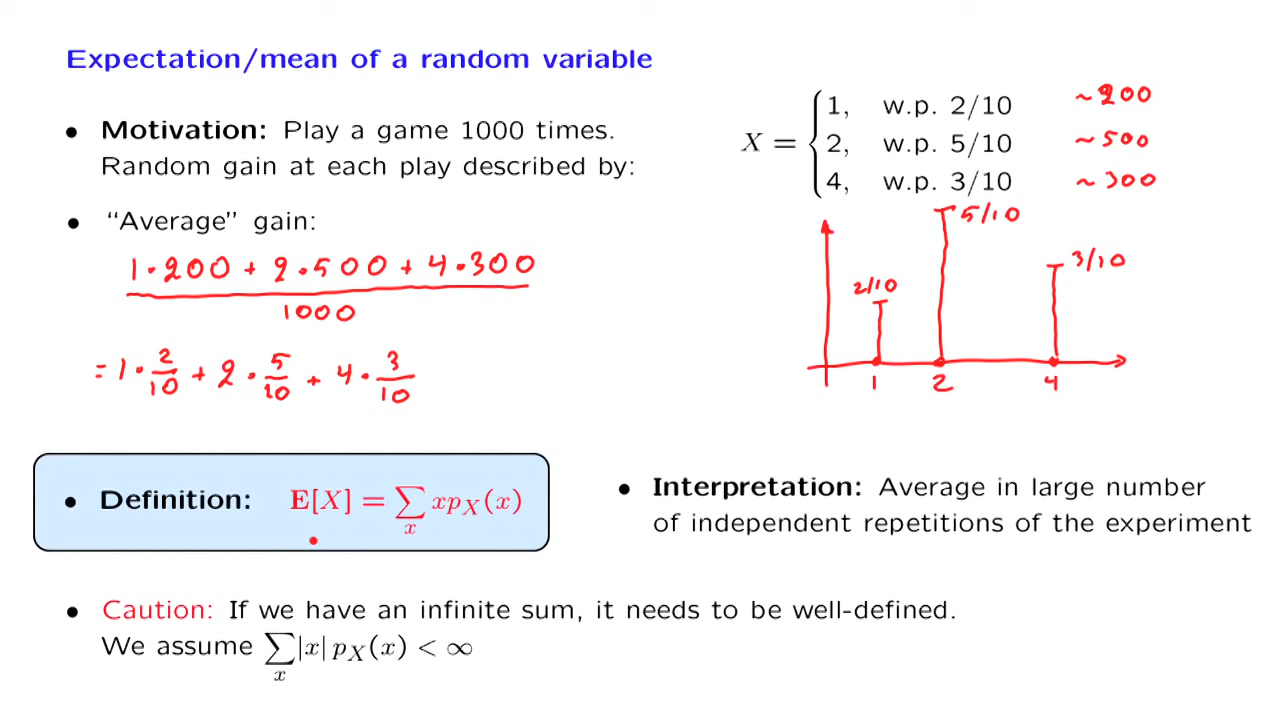 Expectation/mean of a random variable
• Motivation: Play a game 1000 times.
Random gain at each play described by:
X = { 1, w.p. 2/10 ~200
2, w.p. 5/10 ~500
4, w.p. 3/10 ~300
• “Average” gain:
1·200 + 2·500 + 4·300
1000
= 1·2/10 + 2·5/10 + 4·3/10
2/10
5/10
3/10
1 2 4
• Definition: E[X] = ∑_x x p_X(x)
• Interpretation: Average in large number
of independent repetitions of the experiment
• Caution: If we have an infinite sum, it needs to be well-defined.
We assume ∑_x |x| p_X(x) < ∞